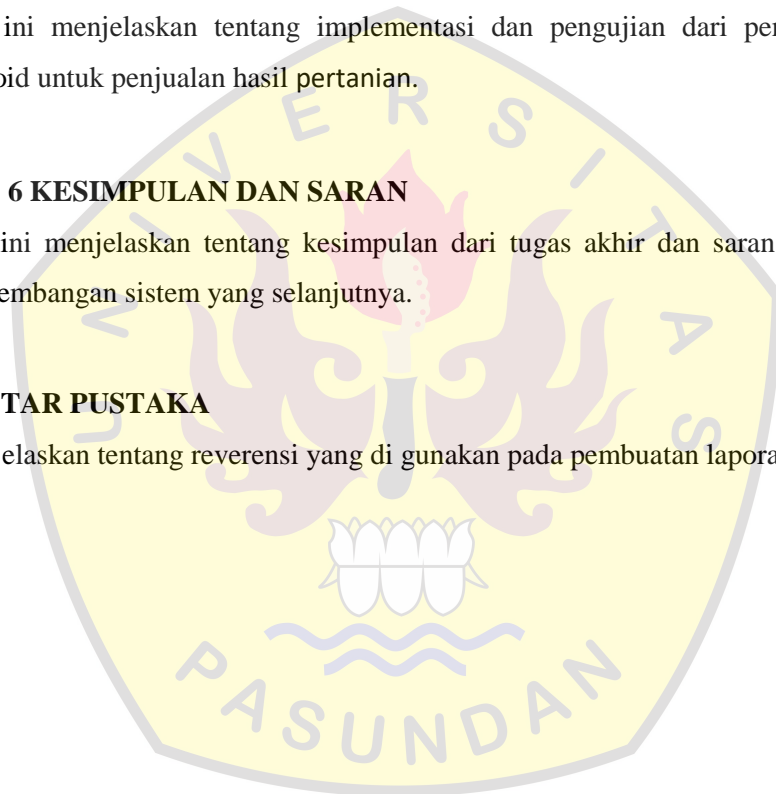 ini menjelaskan tentang implementasi dan pengujian dari per
oid untuk penjualan hasil pertanian.
6 KESIMPULAN DAN SARAN
ini menjelaskan tentang kesimpulan dari tugas akhir dan saran
embangan sistem yang selanjutnya.
TAR PUSTAKA
elaskan tentang reverensi yang di gunakan pada pembuatan lapora
UNIVERSITAS
PASUNDAN